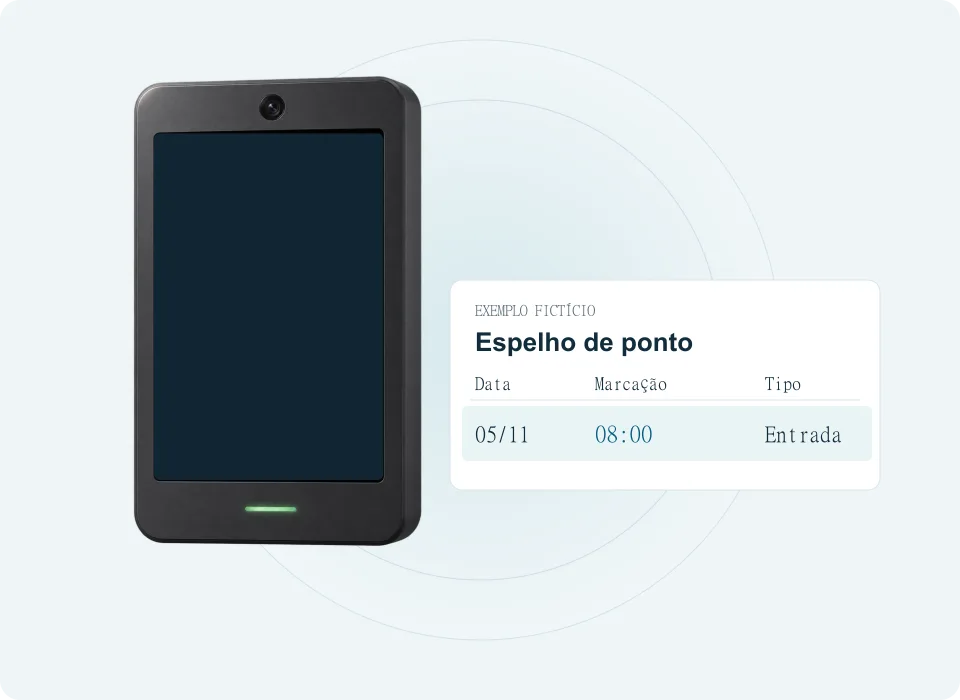 EXEMPLO FICTÍCIO
Espelho de ponto
Data Marcação Tipo
05/11 08:00 Entrada